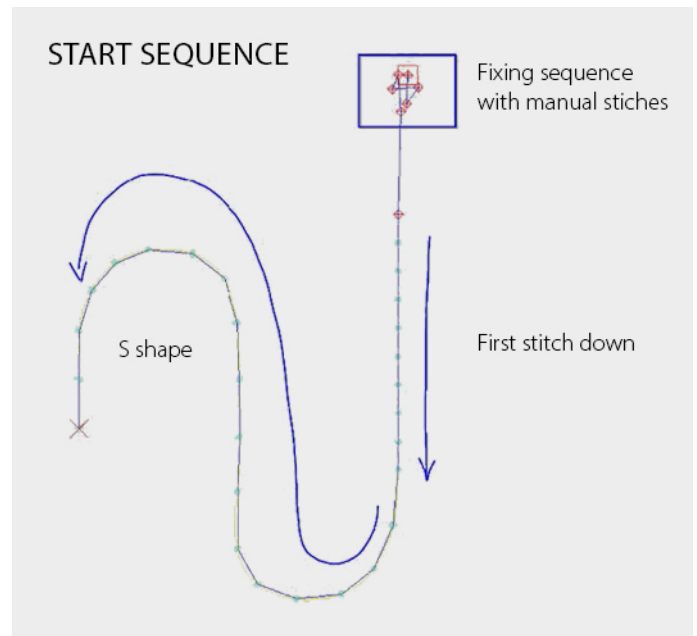 START SEQUENCE
Fixing sequence
with manual stiches
S shape
First stitch down